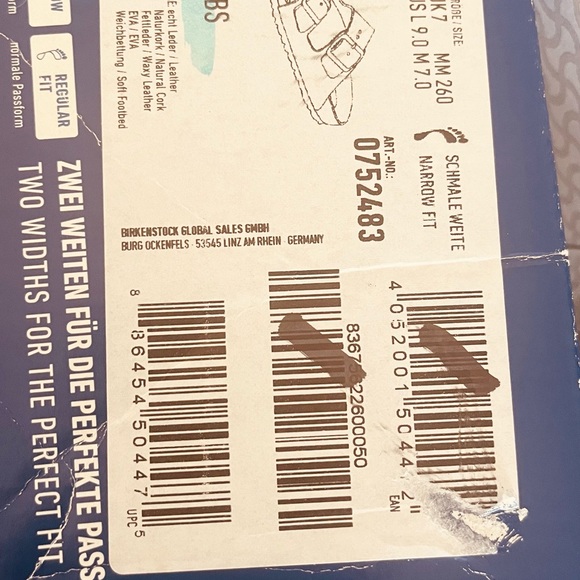 MM 260
L 9.0 M 7.0
SCHMALE WEITE
NARROW FIT
ART.-NO.:
0752483
BS
echt Leder / Leather
Naturkork / Natural Cork
Fettleder / Waxy Leather
EVA / EVA
Weichbettung / Soft Footbed
BIRKENSTOCK GLOBAL SALES GMBH
BURG OCKENFELS · 53545 LINZ AM RHEIN · GERMANY
EAN
8 86454 50447 5
UPC
REGULAR
FIT
normale Passform
ZWEI WEITEN FÜR DIE PERFEKTE PASS
TWO WIDTHS FOR THE PERFECT FIT